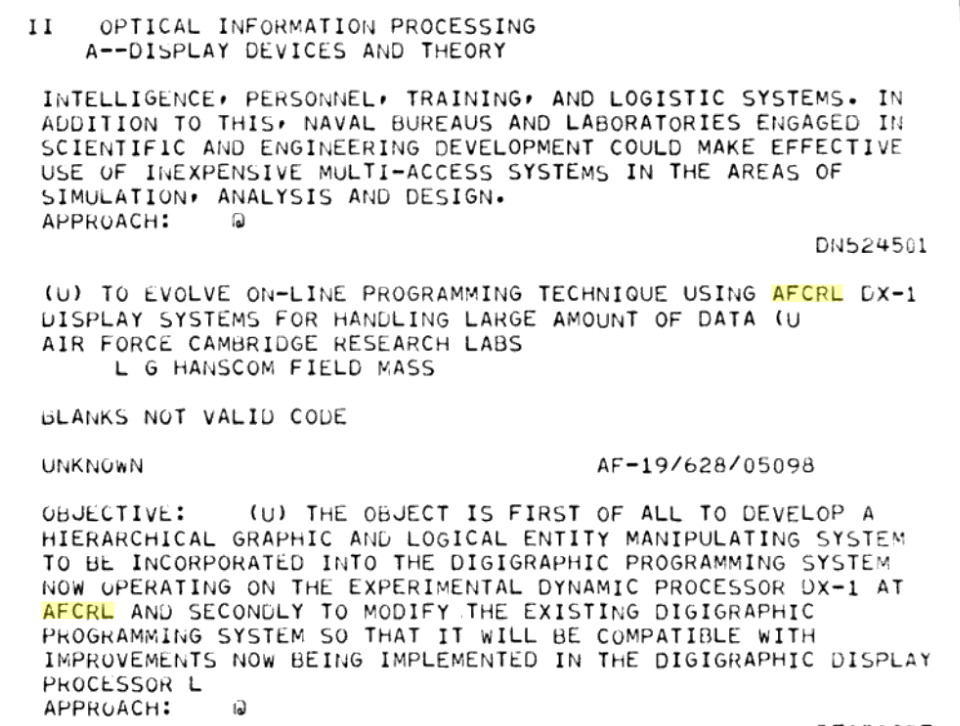 II OPTICAL INFORMATION PROCESSING
A--DISPLAY DEVICES AND THEORY
INTELLIGENCE, PERSONNEL, TRAINING, AND LOGISTIC SYSTEMS. IN
ADDITION TO THIS, NAVAL BUREAUS AND LABORATORIES ENGAGED IN
SCIENTIFIC AND ENGINEERING DEVELOPMENT COULD MAKE EFFECTIVE
USE OF INEXPENSIVE MULTI-ACCESS SYSTEMS IN THE AREAS OF
SIMULATION, ANALYSIS AND DESIGN.
APPROACH: @
DN524501
(U) TO EVOLVE ON-LINE PROGRAMMING TECHNIQUE USING AFCRL DX-1
DISPLAY SYSTEMS FOR HANDLING LARGE AMOUNT OF DATA (U
AIR FORCE CAMBRIDGE RESEARCH LABS
L G HANSCOM FIELD MASS
BLANKS NOT VALID CODE
UNKNOWN AF-19/628/05098
OBJECTIVE: (U) THE OBJECT IS FIRST OF ALL TO DEVELOP A
HIERARCHICAL GRAPHIC AND LOGICAL ENTITY MANIPULATING SYSTEM
TO BE INCORPORATED INTO THE DIGIGRAPHIC PROGRAMMING SYSTEM
NOW OPERATING ON THE EXPERIMENTAL DYNAMIC PROCESSOR DX-1 AT
AFCRL AND SECONDLY TO MODIFY THE EXISTING DIGIGRAPHIC
PROGRAMMING SYSTEM SO THAT IT WILL BE COMPATIBLE WITH
IMPROVEMENTS NOW BEING IMPLEMENTED IN THE DIGIGRAPHIC DISPLAY
PROCESSOR L
APPROACH: @